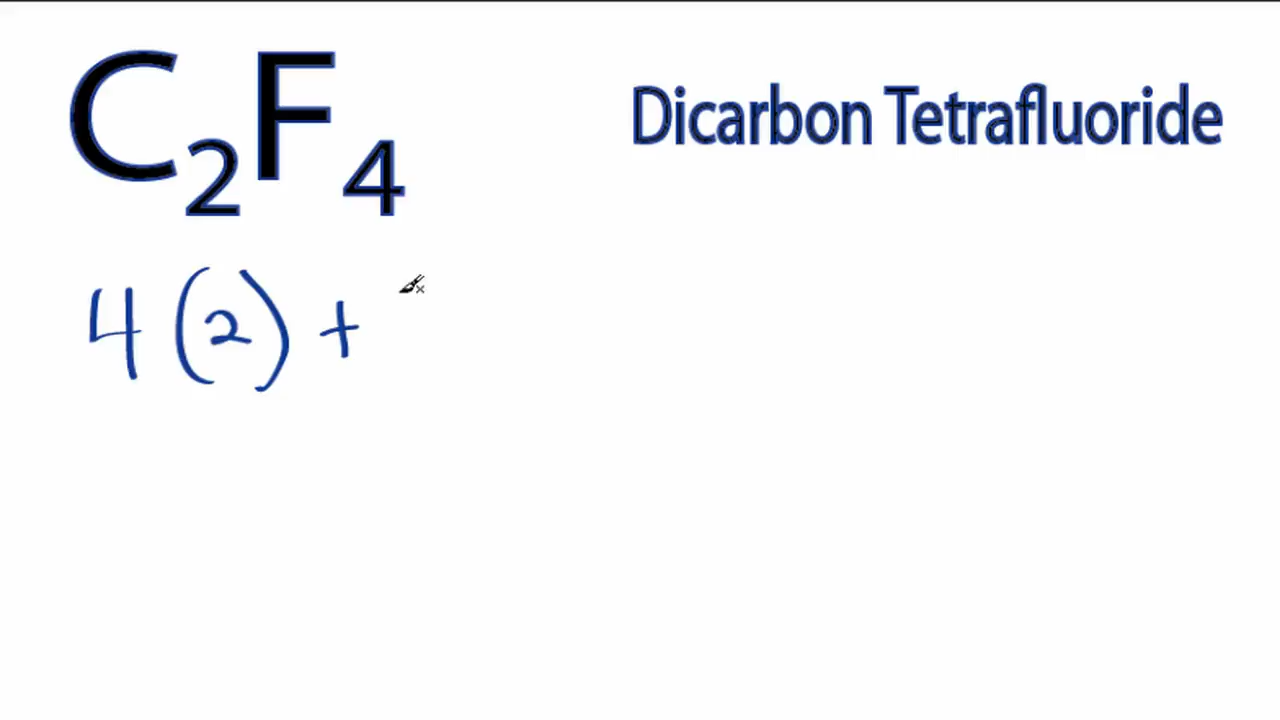 C₂F₄
Dicarbon Tetrafluoride
4 (2) +